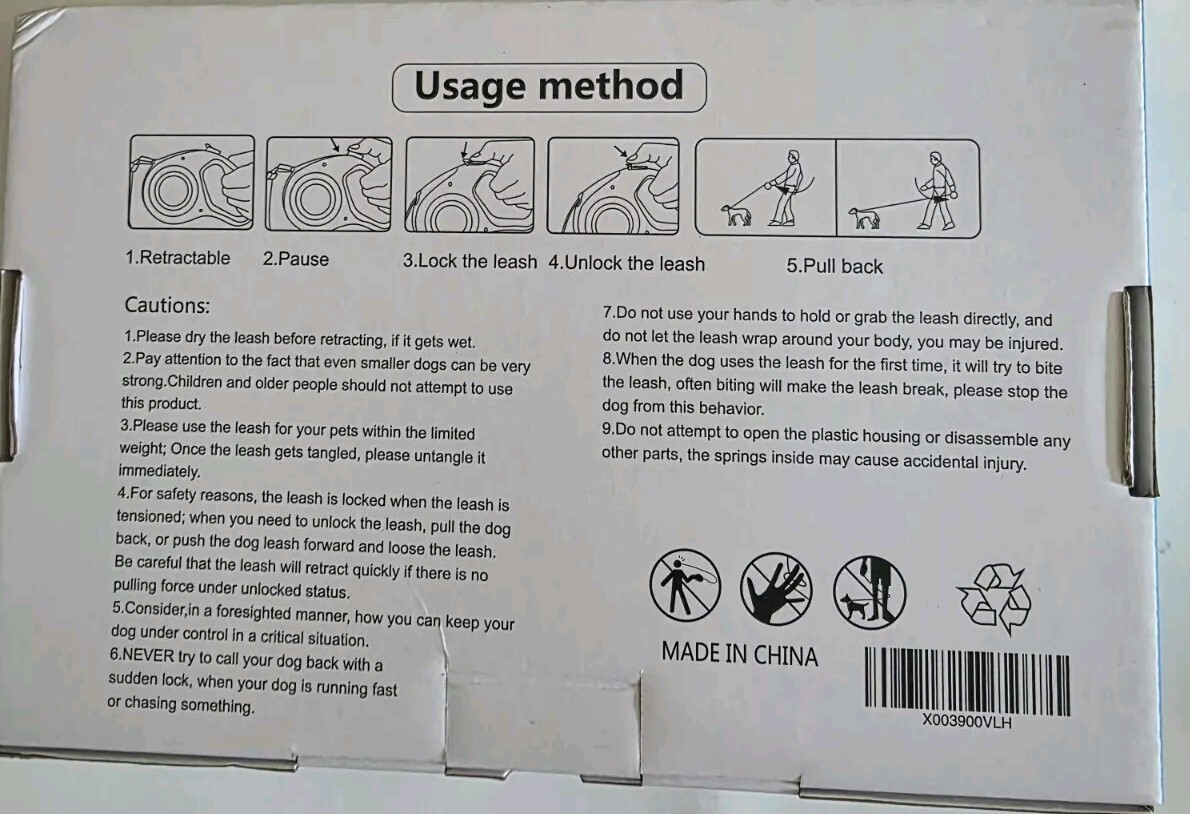 Usage method
1.Retractable
2.Pause
3.Lock the leash
4.Unlock the leash
5.Pull back
Cautions:
1.Please dry the leash before retracting, if it gets wet.
2.Pay attention to the fact that even smaller dogs can be very
strong.Children and older people should not attempt to use
this product.
3.Please use the leash for your pets within the limited
weight; Once the leash gets tangled, please untangle it
immediately.
4.For safety reasons, the leash is locked when the leash is
tensioned; when you need to unlock the leash, pull the dog
back, or push the dog leash forward and loose the leash.
Be careful that the leash will retract quickly if there is no
pulling force under unlocked status.
5.Consider,in a foresighted manner, how you can keep your
dog under control in a critical situation.
6.NEVER try to call your dog back with a
sudden lock, when your dog is running fast
or chasing something.
7.Do not use your hands to hold or grab the leash directly, and
do not let the leash wrap around your body, you may be injured.
8.When the dog uses the leash for the first time, it will try to bite
the leash, often biting will make the leash break, please stop the
dog from this behavior.
9.Do not attempt to open the plastic housing or disassemble any
other parts, the springs inside may cause accidental injury.
MADE IN CHINA
X003900VLH